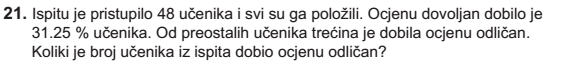 21. Ispitu je pristupilo 48 učenika i svi su ga položili. Ocjenu dovoljan dobilo je
31.25 % učenika. Od preostalih učenika trećina je dobila ocjenu odličan.
Koliki je broj učenika iz ispita dobio ocjenu odličan?